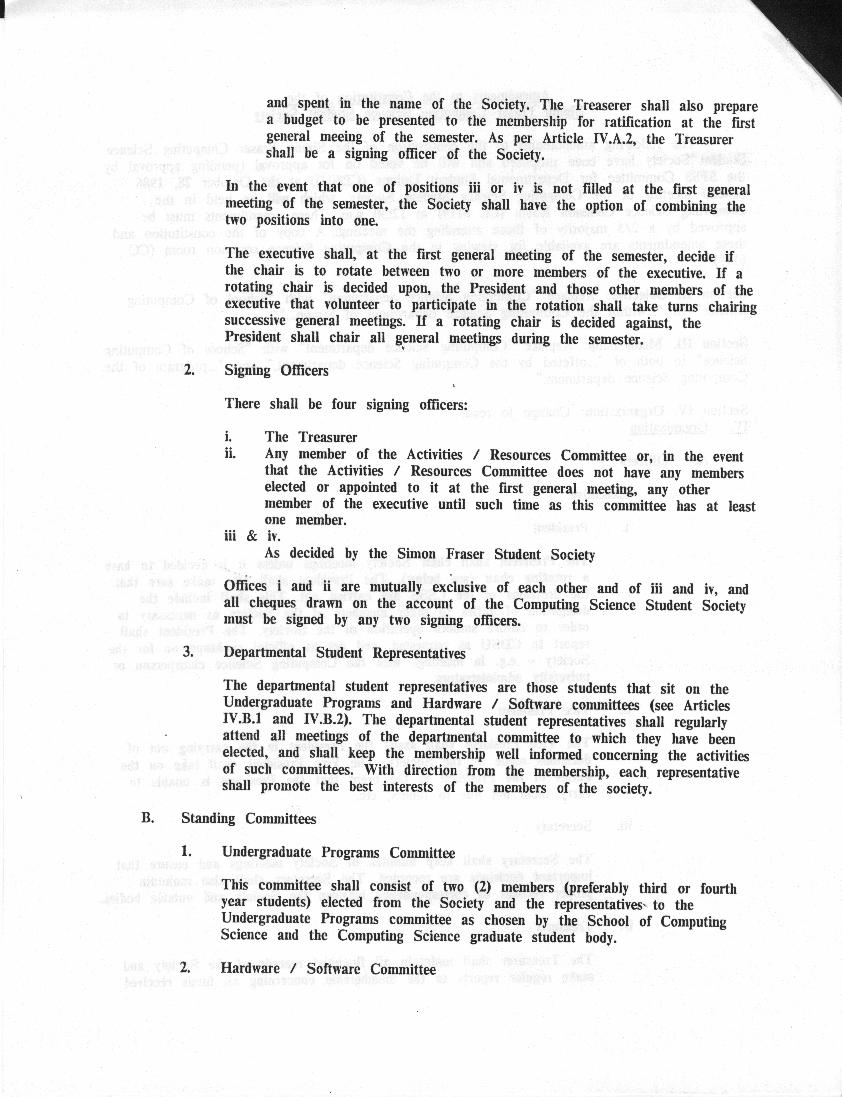 and spent in the name of the Society. The Treaserer shall also prepare
a budget to be presented to the membership for ratification at the first
general meeing of the semester. As per Article IV.A.2, the Treasurer
shall be a signing officer of the Society.
In the event that one of positions iii or iv is not filled at the first general
meeting of the semester, the Society shall have the option of combining the
two positions into one.
The executive shall, at the first general meeting of the semester, decide if
the chair is to rotate between two or more members of the executive. If a
rotating chair is decided upon, the President and those other members of the
executive that volunteer to participate in the rotation shall take turns chairing
successive general meetings. If a rotating chair is decided against, the
President shall chair all general meetings during the semester.
2. Signing Officers
There shall be four signing officers:
i. The Treasurer
ii. Any member of the Activities / Resources Committee or, in the event
that the Activities / Resources Committee does not have any members
elected or appointed to it at the first general meeting, any other
member of the executive until such time as this committee has at least
one member.
iii & iv.
As decided by the Simon Fraser Student Society
Offices i and ii are mutually exclusive of each other and of iii and iv, and
all cheques drawn on the account of the Computing Science Student Society
must be signed by any two signing officers.
3. Departmental Student Representatives
The departmental student representatives are those students that sit on the
Undergraduate Programs and Hardware / Software committees (see Articles
IV.B.1 and IV.B.2). The departmental student representatives shall regularly
attend all meetings of the departmental committee to which they have been
elected, and shall keep the membership well informed concerning the activities
of such committees. With direction from the membership, each representative
shall promote the best interests of the members of the society.
B. Standing Committees
1. Undergraduate Programs Committee
This committee shall consist of two (2) members (preferably third or fourth
year students) elected from the Society and the representatives to the
Undergraduate Programs committee as chosen by the School of Computing
Science and the Computing Science graduate student body.
2. Hardware / Software Committee